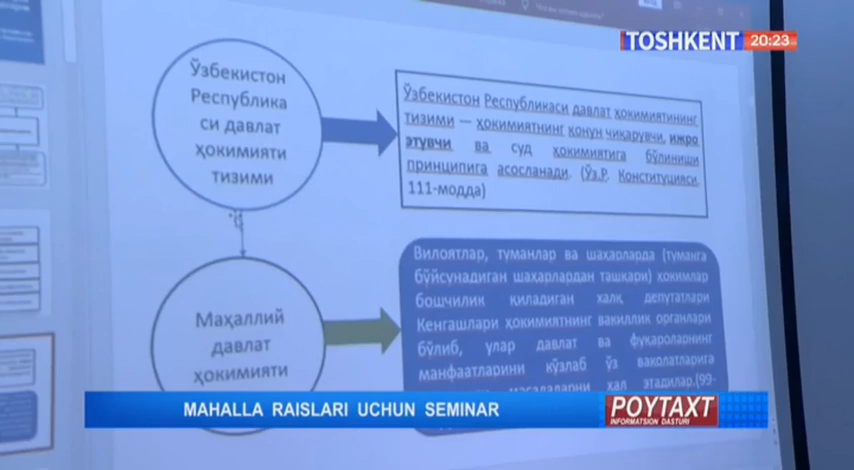 TOSHKENT 20:23
Ўзбекистон
Республика
си давлат
ҳокимияти
тизими
Ўзбекистон Республикаси давлат ҳокимиятининг
тизими — ҳокимиятнинг қонун чиқарувчи, ижро
этувчи ва суд ҳокимиятига бўлиниши
принципига асосланади. (Ўз.Р. Конституцияси
111-модда)
Маҳаллий
давлат
ҳокимияти
Вилоятлар, туманлар ва шаҳарларда (туманга
бўйсунадиган шаҳарлардан ташқари) ҳокимлар
бошчилик қиладиган халқ депутатлари
Кенгашлари ҳокимиятнинг вакиллик органлари
бўлиб, улар давлат ва фуқароларнинг
манфаатларини кўзлаб ўз ваколатларига
масалаларни ҳал этадилар.(99-
MAHALLA RAISLARI UCHUN SEMINAR
POYTAXT
INFORMATSION DASTURI